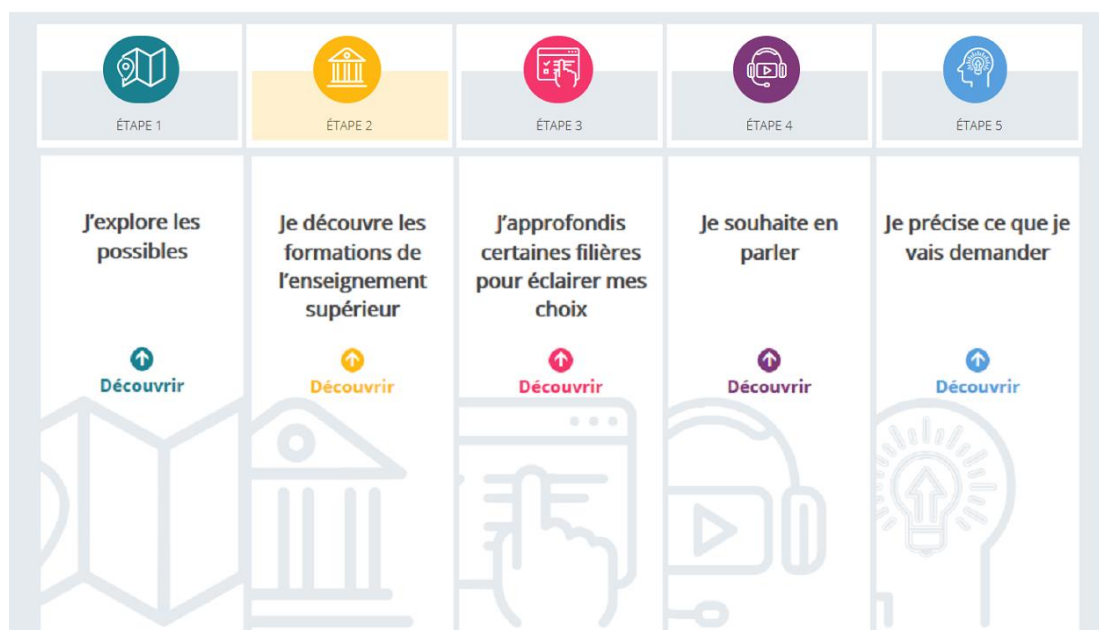 ÉTAPE 1
ÉTAPE 2
ÉTAPE 3
ÉTAPE 4
ÉTAPE 5
J'explore les
possibles
Découvrir
Je découvre les
formations de
l'enseignement
supérieur
Découvrir
J'approfondis
certaines filières
pour éclairer mes
choix
Découvrir
Je souhaite en
parler
Découvrir
Je précise ce que je
vais demander
Découvrir